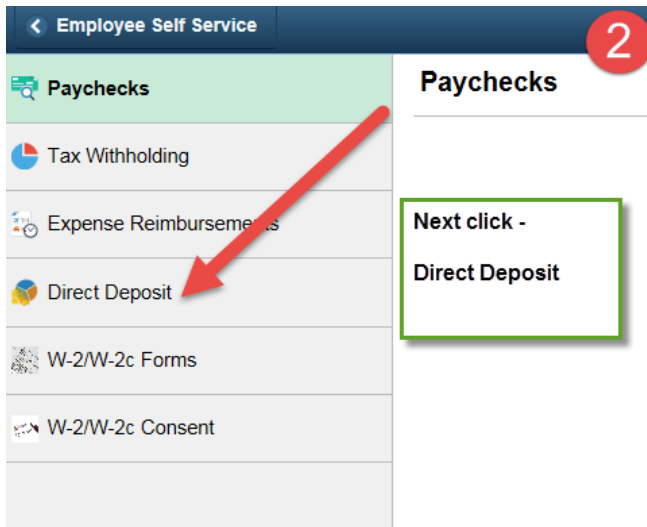 Employee Self Service
2
Paychecks
Paychecks
Tax Withholding
Expense Reimbursements
Next click -
Direct Deposit
Direct Deposit
W-2/W-2c Forms
W-2/W-2c Consent